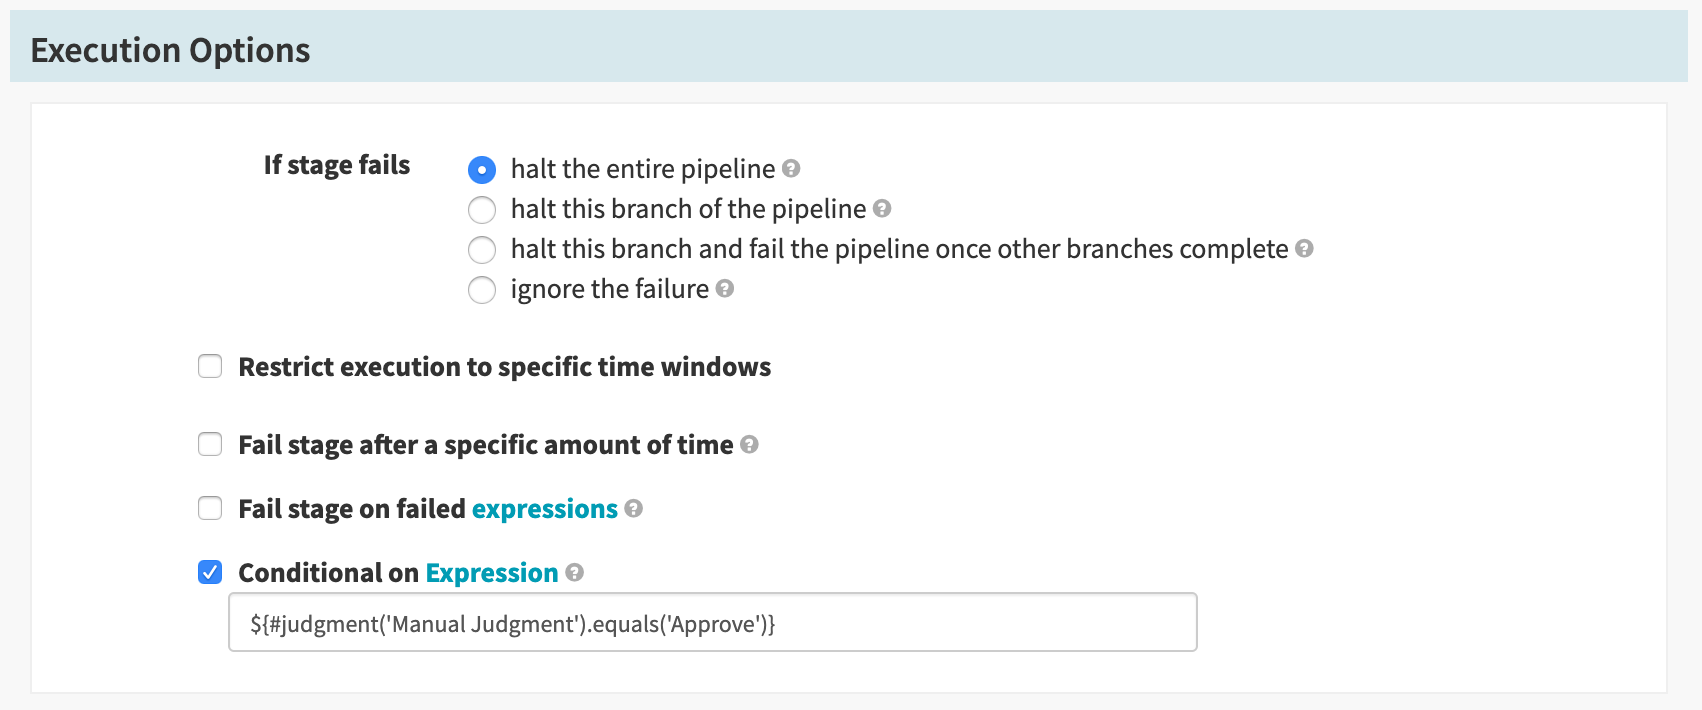 Execution Options
If stage fails
halt the entire pipeline ?
halt this branch of the pipeline ?
halt this branch and fail the pipeline once other branches complete ?
ignore the failure ?
Restrict execution to specific time windows
Fail stage after a specific amount of time ?
Fail stage on failed expressions ?
Conditional on Expression ?
${#judgment('Manual Judgment').equals('Approve')}